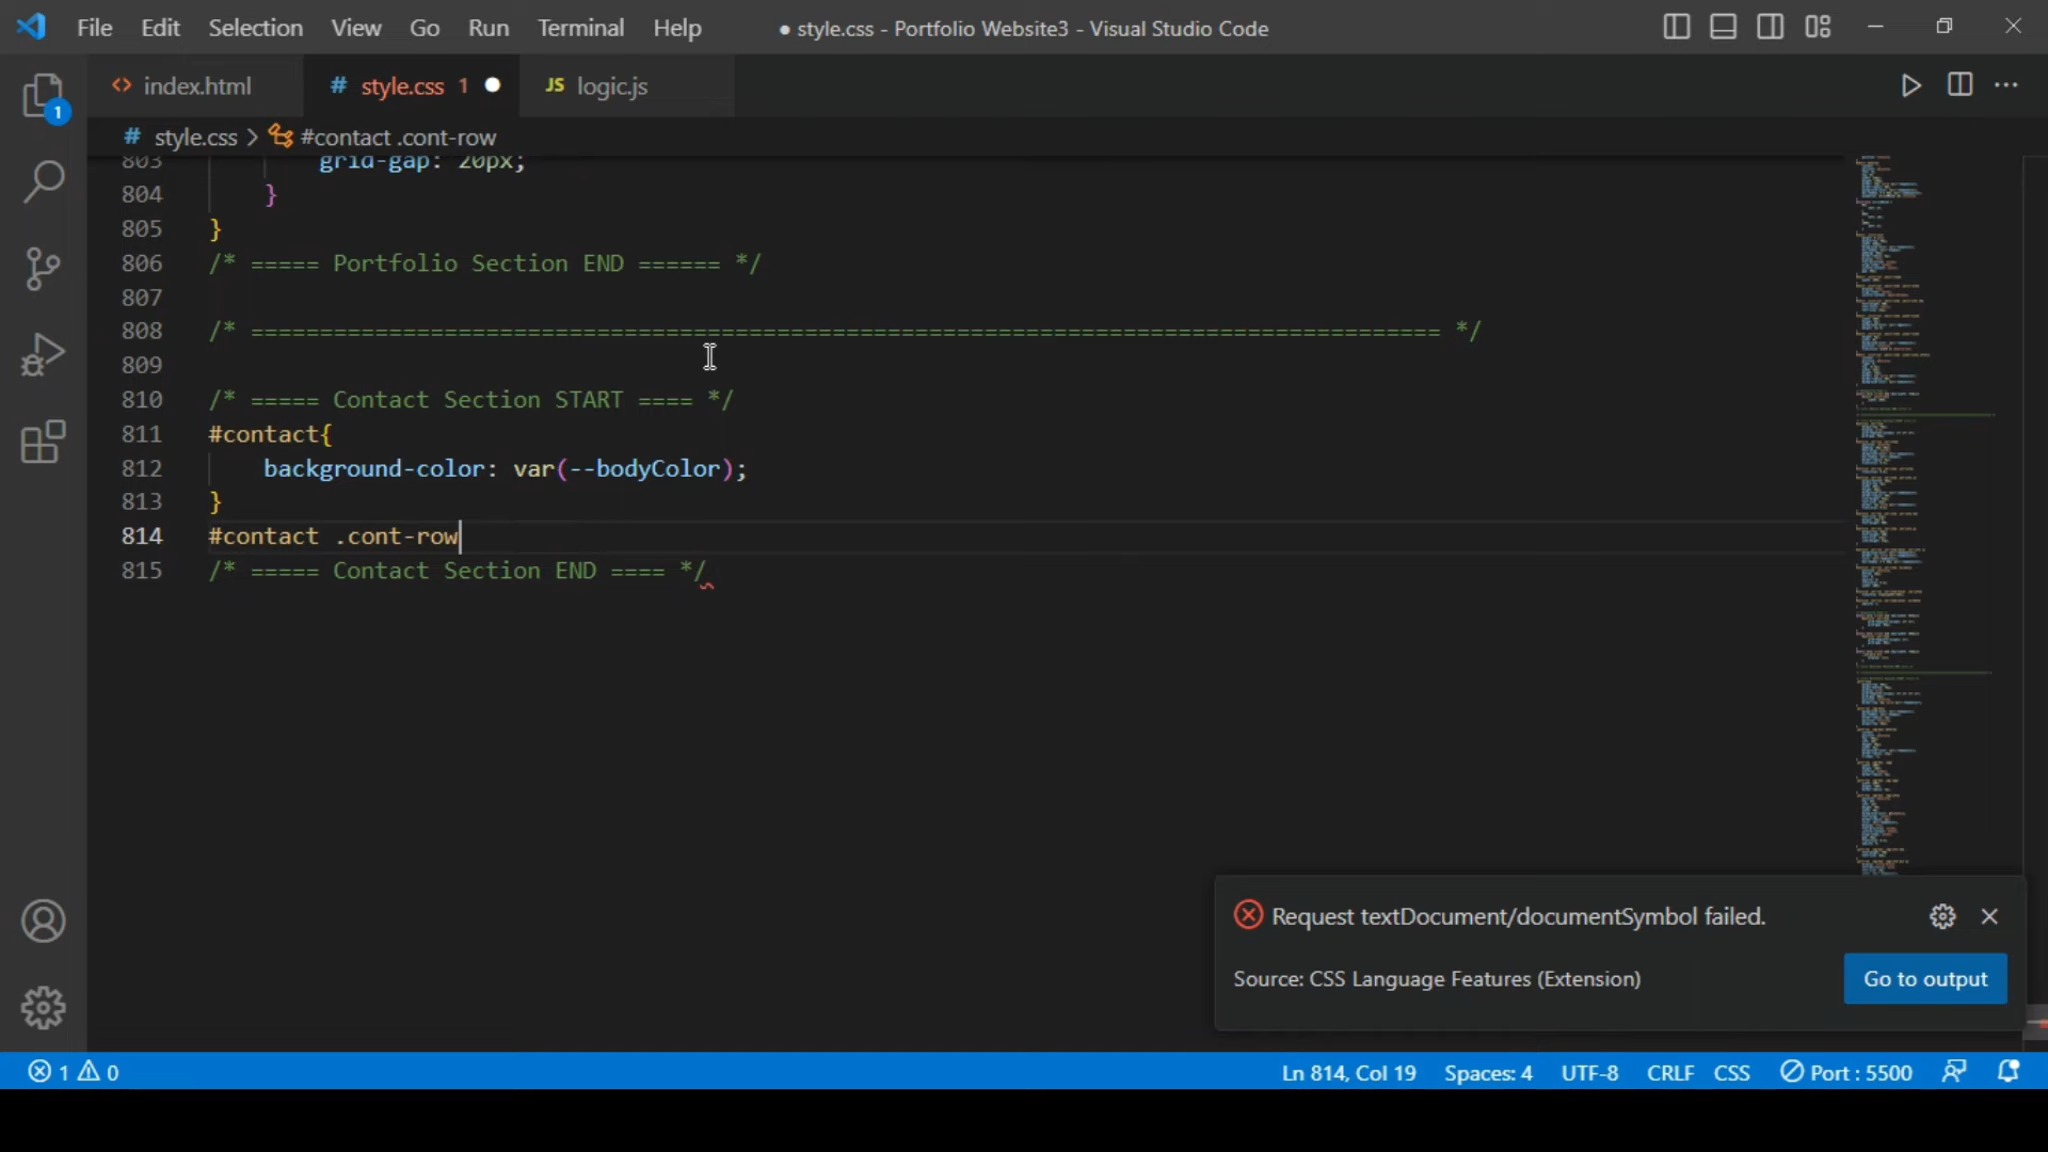 File Edit Selection View Go Run Terminal Help ● style.css - Portfolio Website3 - Visual Studio Code
1
<> index.html # style.css 1 ● JS logic.js
# style.css > #contact .cont-row
803 grid-gap: 20px;
804 }
805 }
806 /* ===== Portfolio Section END ====== */
807
808 /* ====================================================================================== */
809
810 /* ===== Contact Section START ==== */
811 #contact{
812 background-color: var(--bodyColor);
813 }
814 #contact .cont-row
815 /* ===== Contact Section END ==== */
Request textDocument/documentSymbol failed.
Source: CSS Language Features (Extension) Go to output
1 0 Ln 814, Col 19 Spaces: 4 UTF-8 CRLF CSS Port : 5500